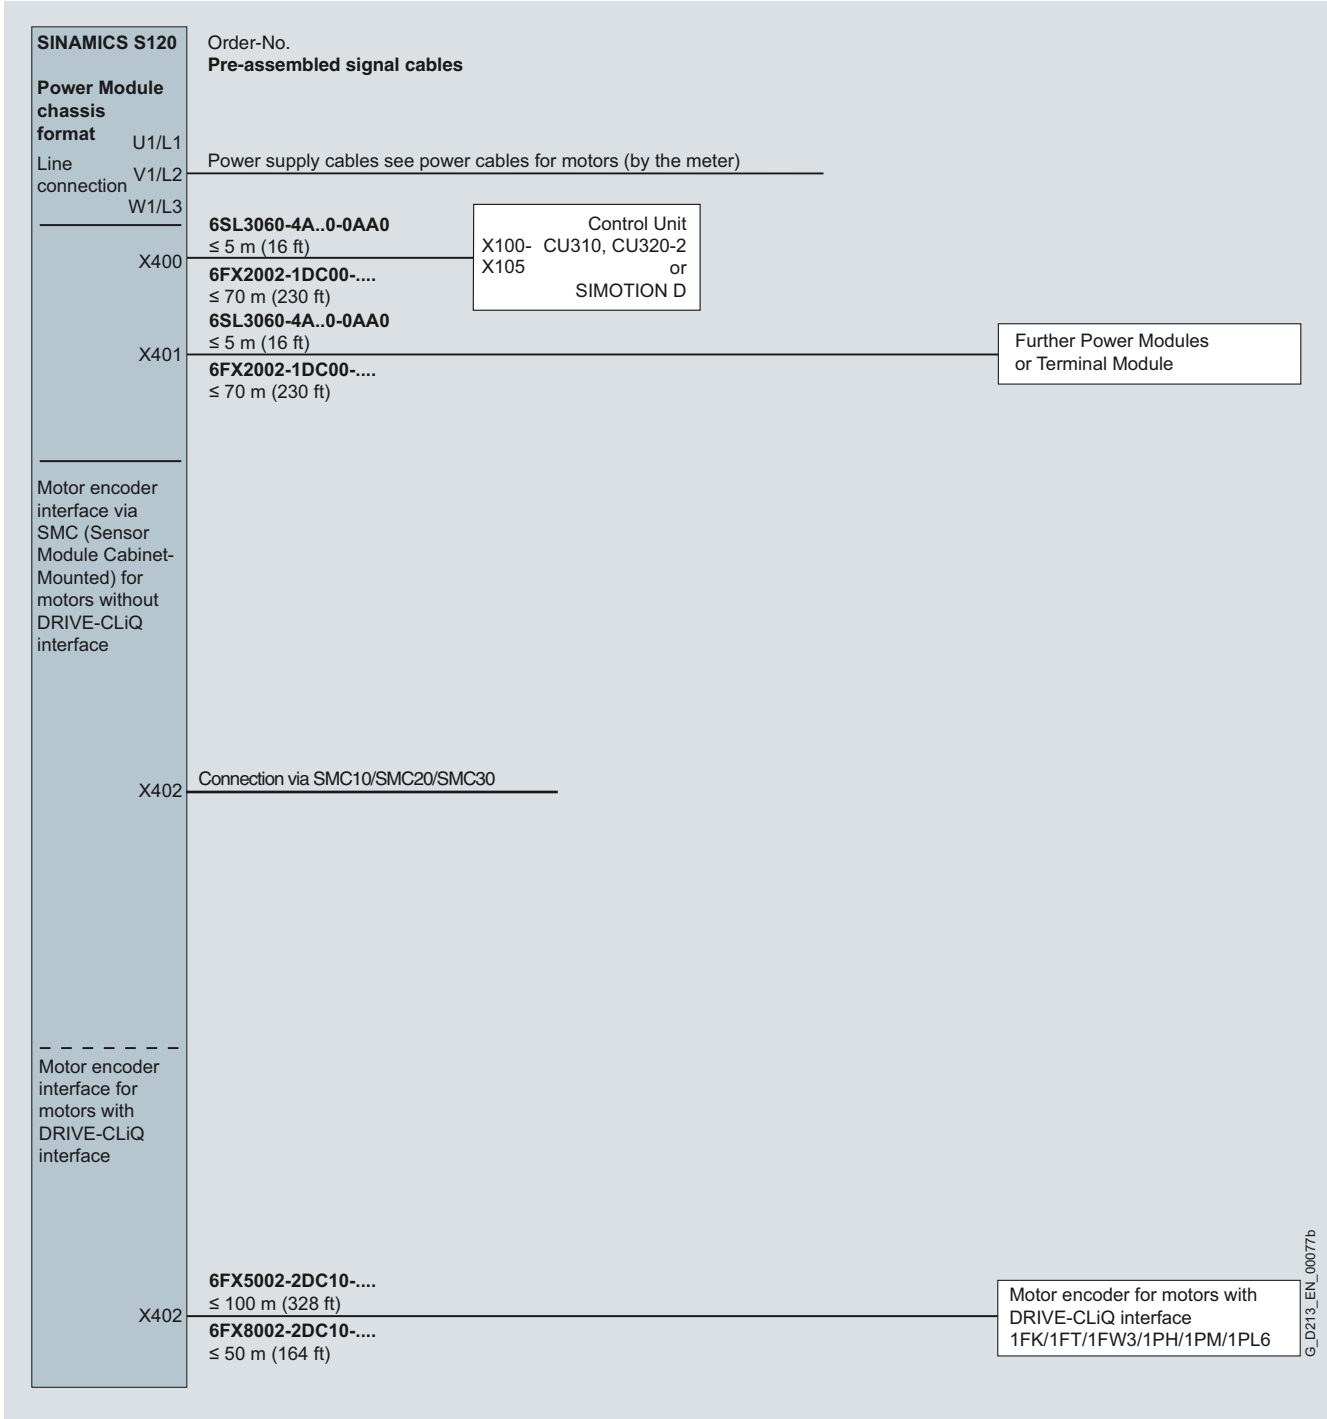 SINAMICS S120
Order-No.
Pre-assembled signal cables
Power Module
chassis
format
U1/L1
Line
connection
V1/L2
W1/L3
Power supply cables see power cables for motors (by the meter)
X400
6SL3060-4A..0-0AA0
≤ 5 m (16 ft)
6FX2002-1DC00-....
≤ 70 m (230 ft)
Control Unit
X100- CU310, CU320-2
X105 or
SIMOTION D
X401
6SL3060-4A..0-0AA0
≤ 5 m (16 ft)
6FX2002-1DC00-....
≤ 70 m (230 ft)
Further Power Modules
or Terminal Module
Motor encoder
interface via
SMC (Sensor
Module Cabinet-
Mounted) for
motors without
DRIVE-CLiQ
interface
X402
Connection via SMC10/SMC20/SMC30
Motor encoder
interface for
motors with
DRIVE-CLiQ
interface
X402
6FX5002-2DC10-....
≤ 100 m (328 ft)
6FX8002-2DC10-....
≤ 50 m (164 ft)
Motor encoder for motors with
DRIVE-CLiQ interface
1FK/1FT/1FW3/1PH/1PM/1PL6
G_D213_EN_00077b